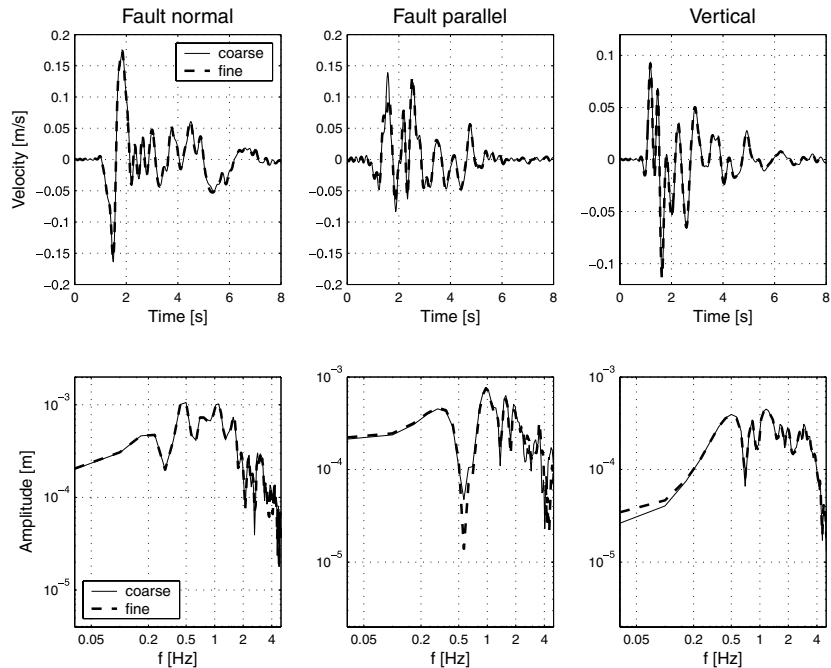 Fault normal
Fault parallel
Vertical
Velocity [m/s]
0.2
0.15
0.1
0.05
0
−0.05
−0.1
−0.15
−0.2
coarse
fine
0 2 4 6 8
Time [s]
0.2
0.15
0.1
0.05
0
−0.05
−0.1
−0.15
−0.2
0 2 4 6 8
Time [s]
0.1
0.05
0
−0.05
−0.1
0 2 4 6 8
Time [s]
Amplitude [m]
10−3
10−4
10−5
coarse
fine
0.05 0.2 0.5 1 2 4
f [Hz]
10−3
10−4
10−5
0.05 0.2 0.5 1 2 4
f [Hz]
10−3
10−4
10−5
0.05 0.2 0.5 1 2 4
f [Hz]